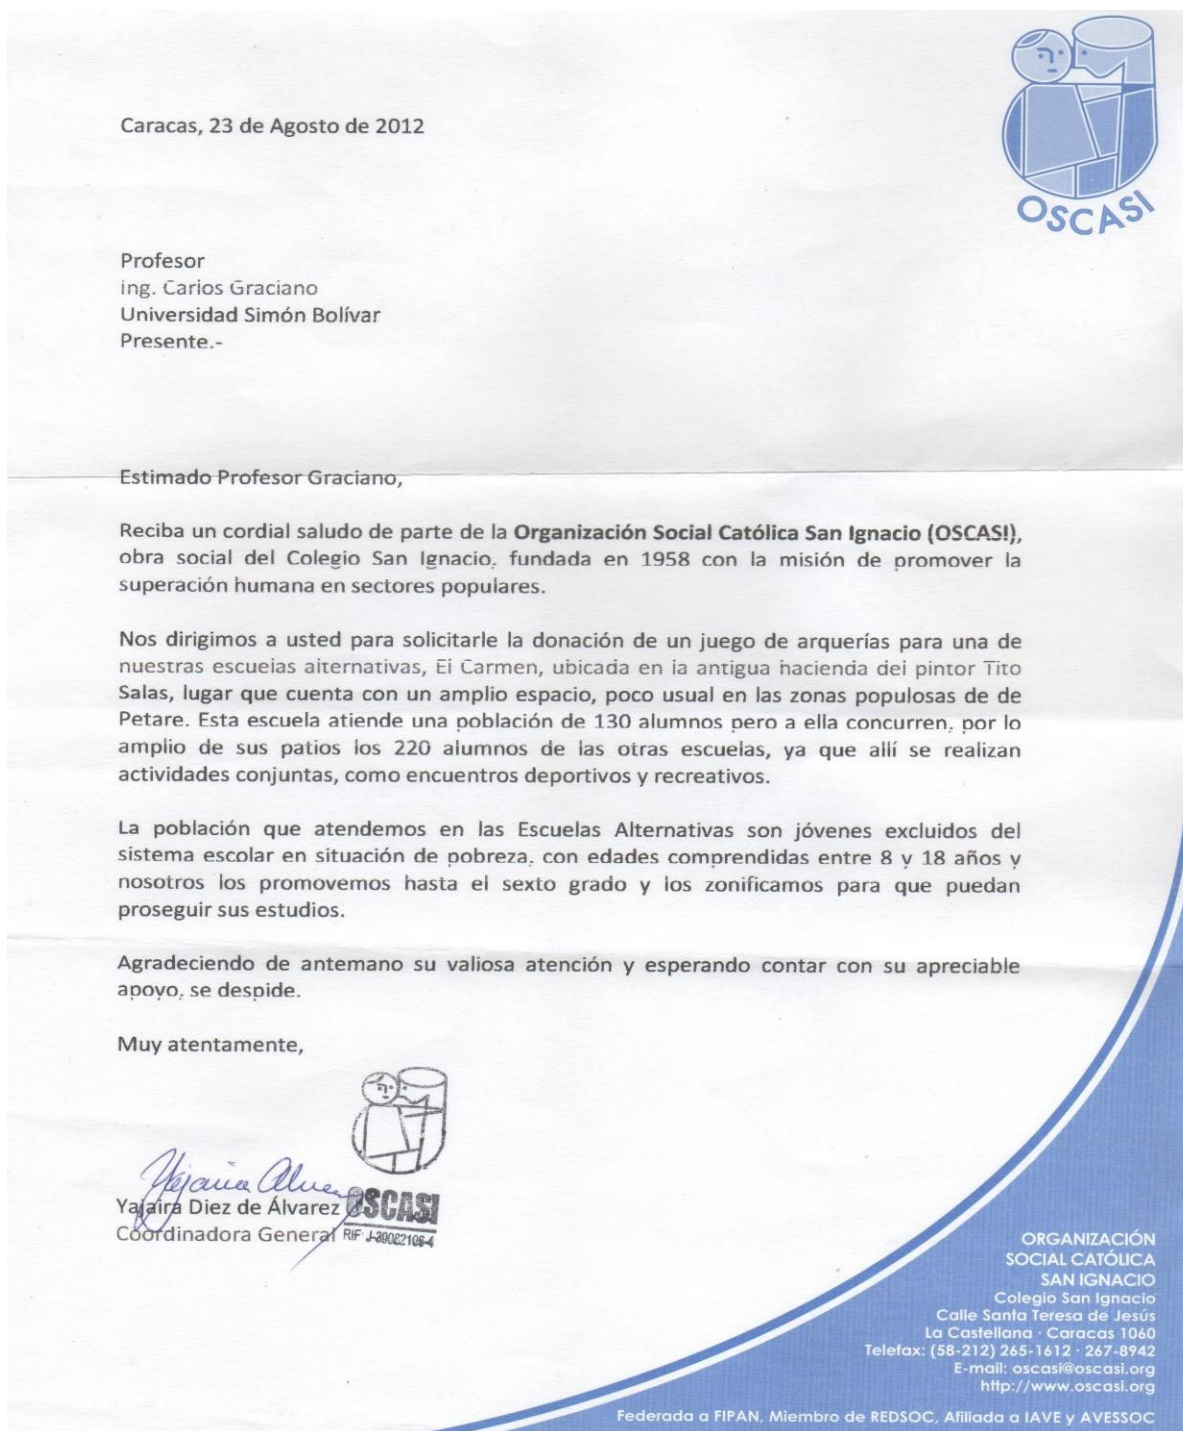 OSCASI
Caracas, 23 de Agosto de 2012
Profesor
ing. Carlos Graciano
Universidad Simón Bolívar
Presente.-
Estimado Profesor Graciano,
Reciba un cordial saludo de parte de la Organización Social Católica San Ignacio (OSCASI),
obra social del Colegio San Ignacio, fundada en 1958 con la misión de promover la
superación humana en sectores populares.
Nos dirigimos a usted para solicitarle la donación de un juego de arquerías para una de
nuestras escuelas alternativas, El Carmen, ubicada en la antigua hacienda del pintor Tito
Salas, lugar que cuenta con un amplio espacio, poco usual en las zonas populosas de de
Petare. Esta escuela atiende una población de 130 alumnos pero a ella concurren, por lo
amplio de sus patios los 220 alumnos de las otras escuelas, ya que allí se realizan
actividades conjuntas, como encuentros deportivos y recreativos.
La población que atendemos en las Escuelas Alternativas son jóvenes excluidos del
sistema escolar en situación de pobreza, con edades comprendidas entre 8 y 18 años y
nosotros los promovemos hasta el sexto grado y los zonificamos para que puedan
proseguir sus estudios.
Agradeciendo de antemano su valiosa atención y esperando contar con su apreciable
apoyo, se despide.
Muy atentamente,
Yajaira Diez de Álvarez
Coordinadora General
OSCASI
RIF: 
ORGANIZACIÓN
SOCIAL CATÓLICA
SAN IGNACIO
Colegio San Ignacio
Calle Santa Teresa de Jesús
La Castellana · Caracas 1060
Telefax: (58-212) 265-1612 · 267-8942
E-mail: oscasi@oscasi.org
http://www.oscasi.org
Federada a FIPAN, Miembro de REDSOC, Afiliada a IAVE y AVESSOC